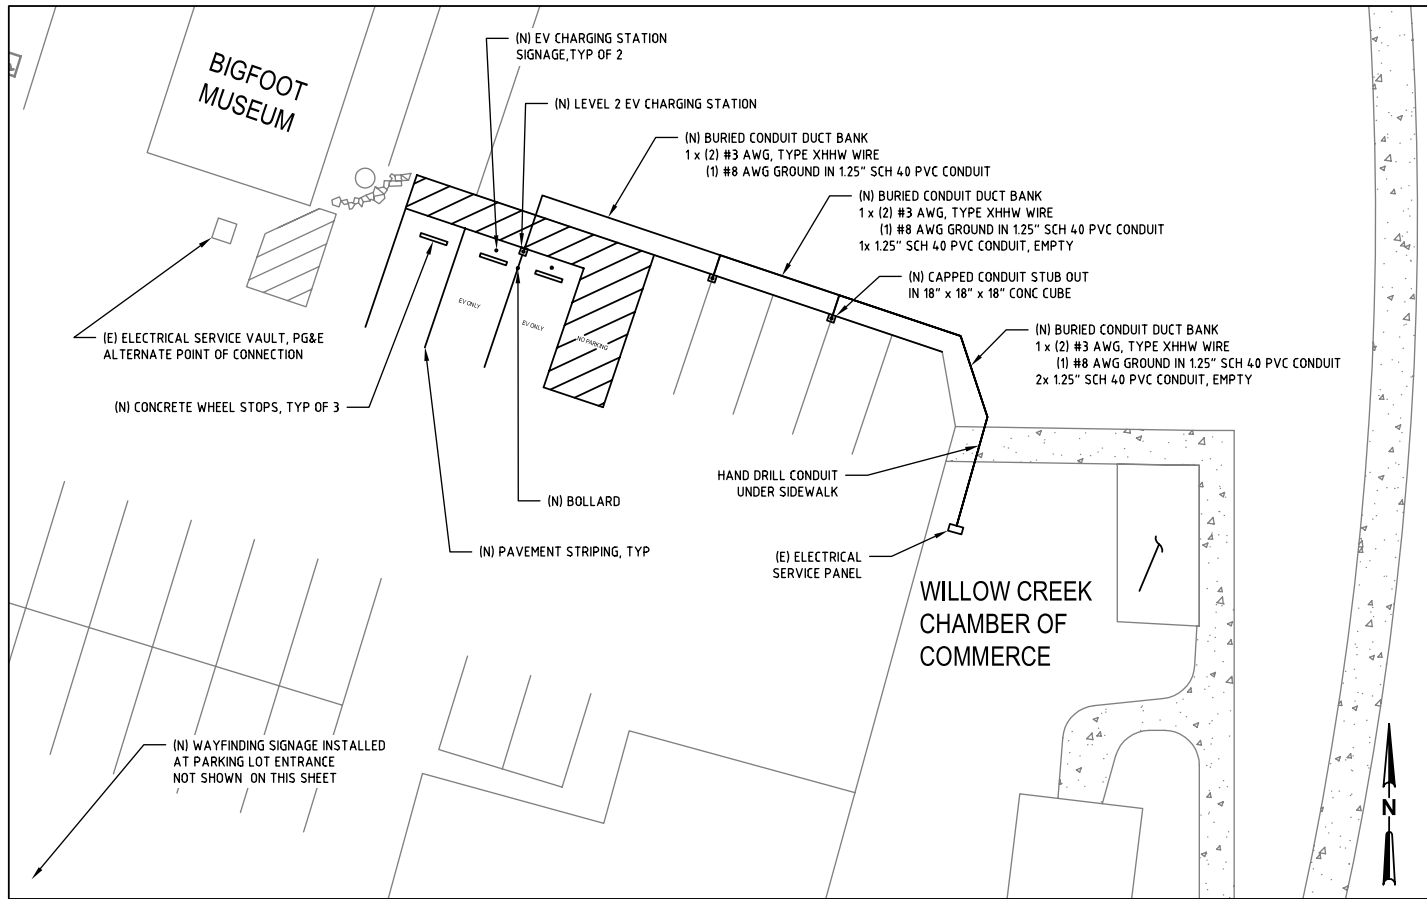 (N) EV CHARGING STATION
SIGNAGE,TYP OF 2
BIGFOOT
MUSEUM
(N) LEVEL 2 EV CHARGING STATION
(N) BURIED CONDUIT DUCT BANK
1 x (2) #3 AWG, TYPE XHHW WIRE
(1) #8 AWG GROUND IN 1.25" SCH 40 PVC CONDUIT
(N) BURIED CONDUIT DUCT BANK
1 x (2) #3 AWG, TYPE XHHW WIRE
(1) #8 AWG GROUND IN 1.25" SCH 40 PVC CONDUIT
1x 1.25" SCH 40 PVC CONDUIT, EMPTY
(N) CAPPED CONDUIT STUB OUT
IN 18" x 18" x 18" CONC CUBE
(N) BURIED CONDUIT DUCT BANK
1 x (2) #3 AWG, TYPE XHHW WIRE
(1) #8 AWG GROUND IN 1.25" SCH 40 PVC CONDUIT
2x 1.25" SCH 40 PVC CONDUIT, EMPTY
EV ONLY
EV ONLY
NO PARKING
(E) ELECTRICAL SERVICE VAULT, PG&E
ALTERNATE POINT OF CONNECTION
(N) CONCRETE WHEEL STOPS, TYP OF 3
HAND DRILL CONDUIT
UNDER SIDEWALK
(N) BOLLARD
(N) PAVEMENT STRIPING, TYP
(E) ELECTRICAL
SERVICE PANEL
WILLOW CREEK
CHAMBER OF
COMMERCE
(N) WAYFINDING SIGNAGE INSTALLED
AT PARKING LOT ENTRANCE
NOT SHOWN ON THIS SHEET
N